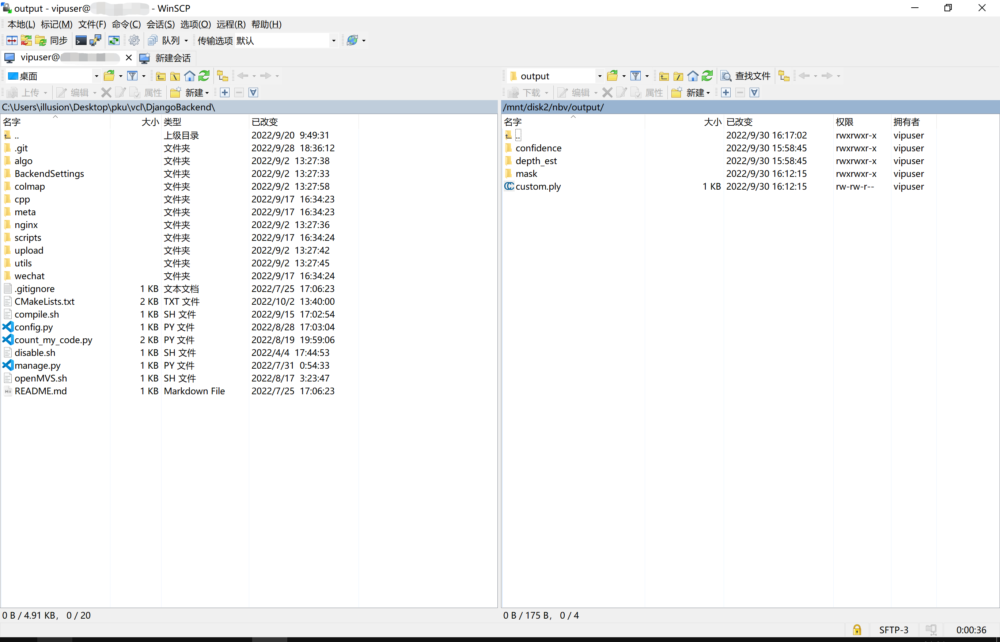 output - vipuser@ - WinSCP
本地(L) 标记(M) 文件(F) 命令(C) 会话(S) 选项(O) 远程(R) 帮助(H)
同步 队列 传输选项 默认
vipuser@ 新建会话
桌面
上传 编辑 属性 新建
C:\Users\illusion\Desktop\pku\vcl\DjangoBackend\
名字 大小 类型 已改变
.. 上级目录 2022/9/20 9:49:31
.git 文件夹 2022/9/28 18:36:12
algo 文件夹 2022/9/2 13:27:38
BackendSettings 文件夹 2022/9/2 13:27:33
colmap 文件夹 2022/9/2 13:27:58
cpp 文件夹 2022/9/17 16:34:23
meta 文件夹 2022/9/17 16:34:23
nginx 文件夹 2022/9/2 13:27:36
scripts 文件夹 2022/9/17 16:34:24
upload 文件夹 2022/9/2 13:27:42
utils 文件夹 2022/9/2 13:27:45
wechat 文件夹 2022/9/17 16:34:24
.gitignore 1 KB 文本文档 2022/7/25 17:06:23
CMakeLists.txt 2 KB TXT 文件 2022/10/2 13:40:00
compile.sh 1 KB SH 文件 2022/9/15 17:02:54
config.py 1 KB PY 文件 2022/8/28 17:03:04
count_my_code.py 2 KB PY 文件 2022/8/19 19:59:06
disable.sh 1 KB SH 文件 2022/4/4 17:44:53
manage.py 1 KB PY 文件 2022/7/31 0:54:33
openMVS.sh 1 KB SH 文件 2022/8/17 3:23:47
README.md 1 KB Markdown File 2022/7/25 17:06:23
0 B / 4.91 KB， 0 / 20
output 查找文件
下载 编辑 属性 新建
/mnt/disk2/nbv/output/
名字 大小 已改变 权限 拥有者
.. 2022/9/30 16:17:02 rwxrwxr-x vipuser
confidence 2022/9/30 15:58:45 rwxrwxr-x vipuser
depth_est 2022/9/30 15:58:45 rwxrwxr-x vipuser
mask 2022/9/30 16:12:15 rwxrwxr-x vipuser
custom.ply 1 KB 2022/9/30 16:12:15 rw-rw-r-- vipuser
0 B / 175 B， 0 / 4
SFTP-3 0:00:36